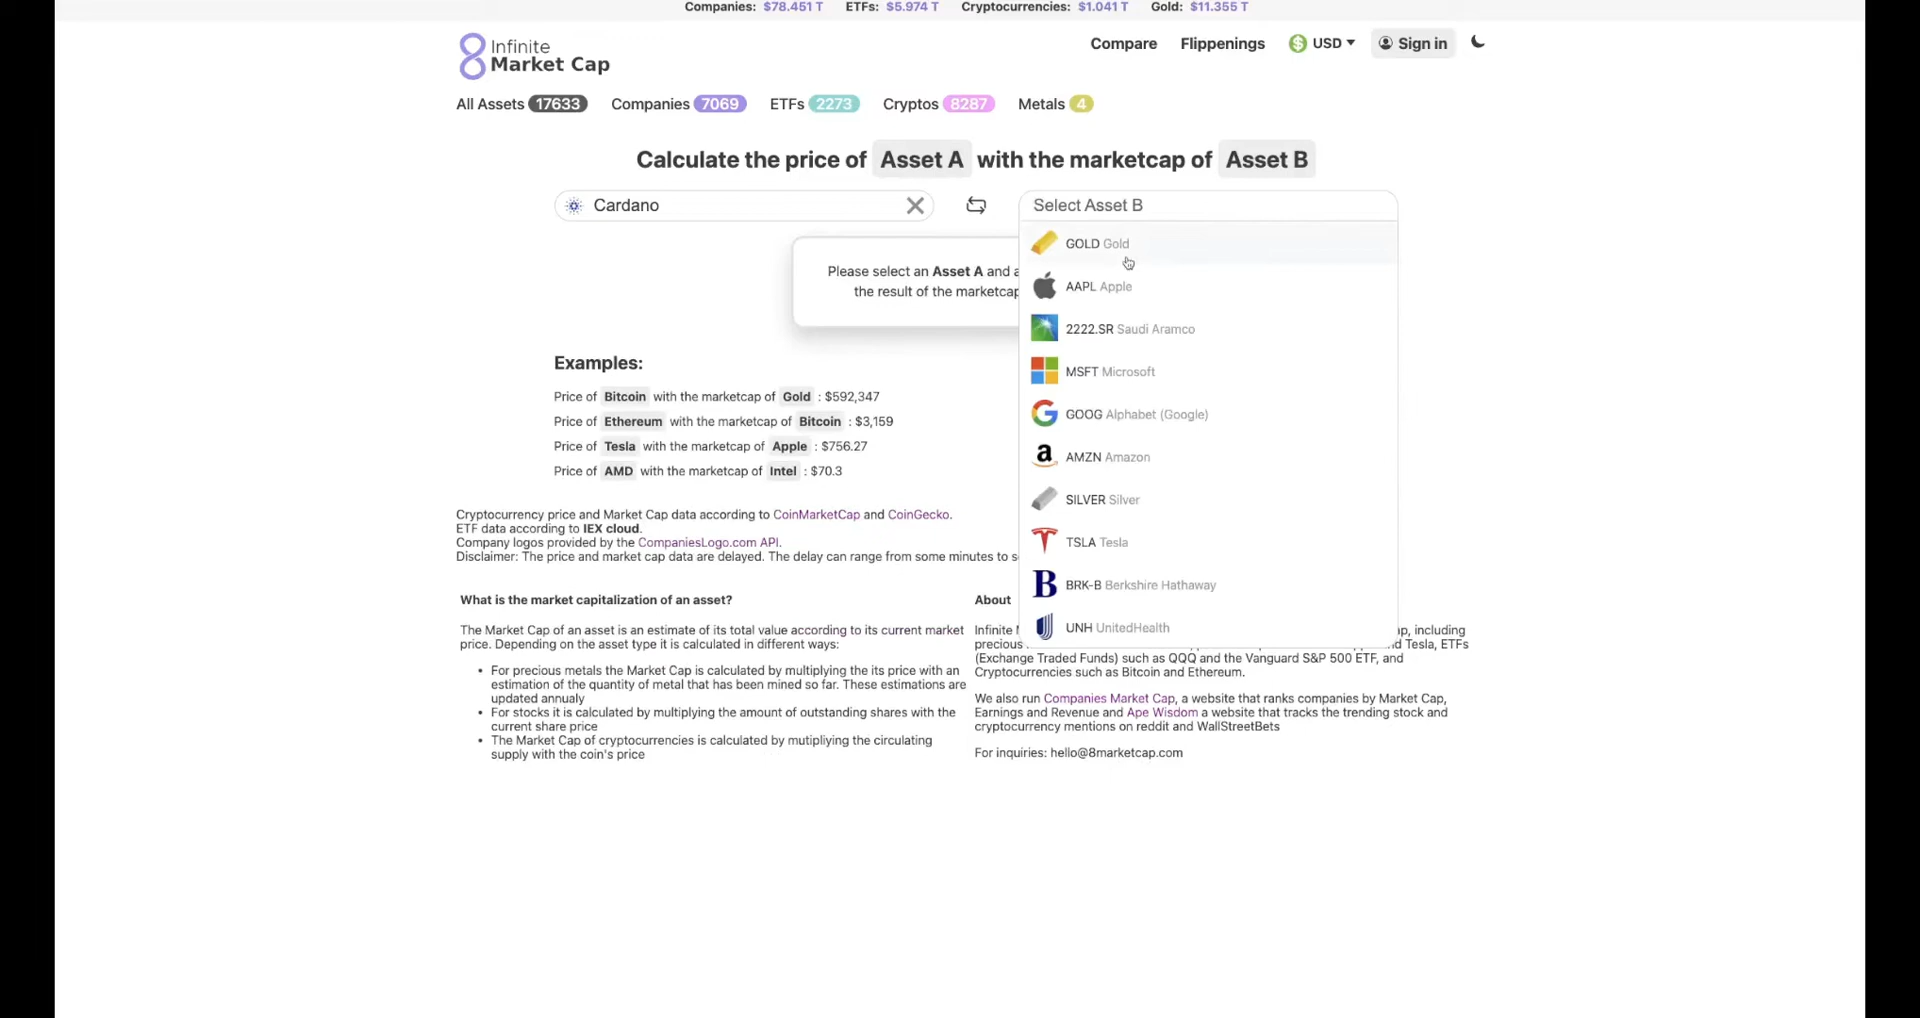 Companies: $78.451 T ETFs: $5.974 T Cryptocurrencies: $1.041 T Gold: $11.355 T
Infinite
Market Cap
Compare Flippenings USD Sign in
All Assets 17633 Companies 7069 ETFs 2273 Cryptos 8287 Metals 4
Calculate the price of Asset A with the marketcap of Asset B
Cardano
Select Asset B
GOLD Gold
AAPL Apple
2222.SR Saudi Aramco
MSFT Microsoft
GOOG Alphabet (Google)
AMZN Amazon
SILVER Silver
TSLA Tesla
BRK-B Berkshire Hathaway
UNH UnitedHealth
Please select an Asset A and
the result of the marketcap
Examples:
Price of Bitcoin with the marketcap of Gold : $592,347
Price of Ethereum with the marketcap of Bitcoin : $3,159
Price of Tesla with the marketcap of Apple : $756.27
Price of AMD with the marketcap of Intel : $70.3
Cryptocurrency price and Market Cap data according to CoinMarketCap and CoinGecko.
ETF data according to IEX cloud.
Company logos provided by the CompaniesLogo.com API.
Disclaimer: The price and market cap data are delayed. The delay can range from some minutes to
What is the market capitalization of an asset?
The Market Cap of an asset is an estimate of its total value according to its current market
price. Depending on the asset type it is calculated in different ways:
• For precious metals the Market Cap is calculated by multiplying the its price with an
estimation of the quantity of metal that has been mined so far. These estimations are
updated annualy
• For stocks it is calculated by multiplying the amount of outstanding shares with the
current share price
• The Market Cap of cryptocurrencies is calculated by mutipliying the circulating
supply with the coin's price
About
Infinite including
precious Tesla, ETFs
(Exchange Traded Funds) such as QQQ and the Vanguard S&P 500 ETF, and
Cryptocurrencies such as Bitcoin and Ethereum.
We also run Companies Market Cap, a website that ranks companies by Market Cap,
Earnings and Revenue and Ape Wisdom a website that tracks the trending stock and
cryptocurrency mentions on reddit and WallStreetBets
For inquiries: hello@8marketcap.com